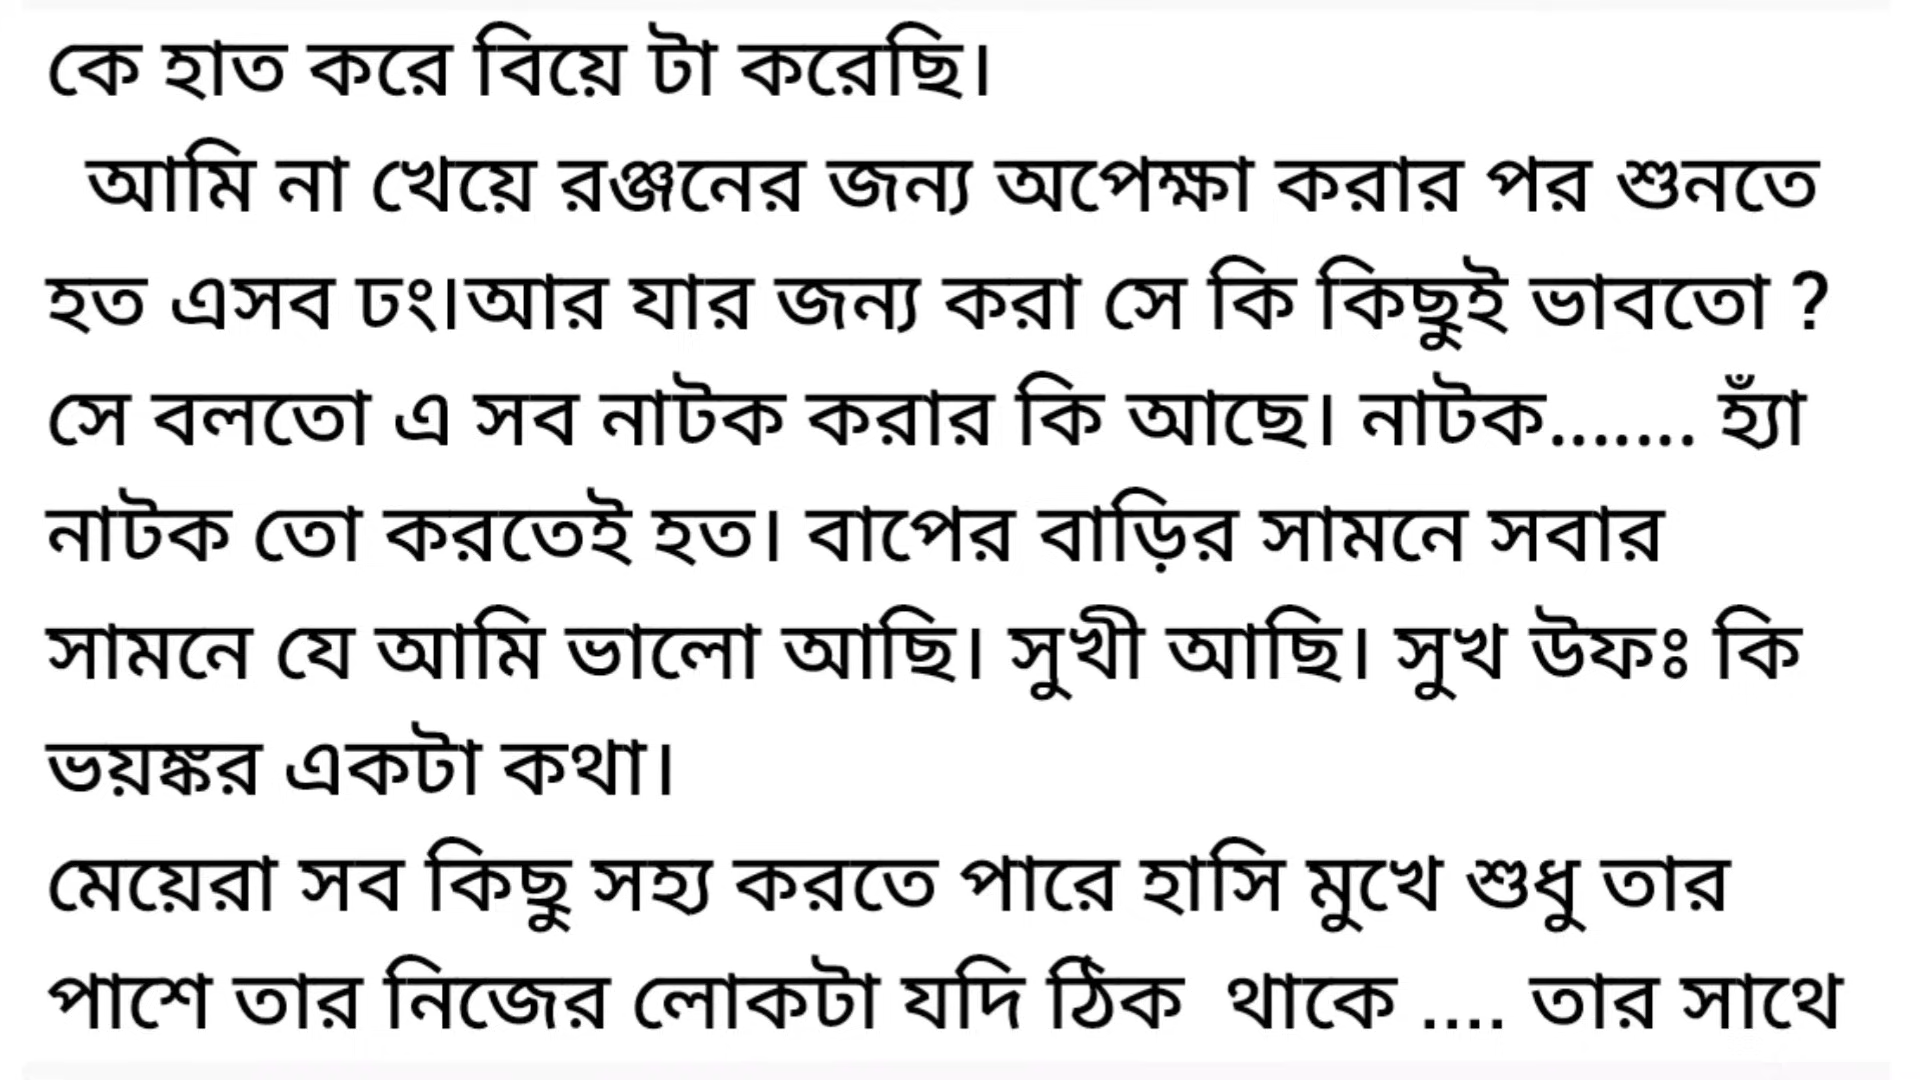 কে হাত করে বিয়ে টা করেছি।
আমি না খেয়ে রঞ্জনের জন্য অপেক্ষা করার পর শুনতে
হত এসব ঢং।আর যার জন্য করা সে কি কিছুই ভাবতো ?
সে বলতো এ সব নাটক করার কি আছে। নাটক....... হ্যাঁ
নাটক তো করতেই হত। বাপের বাড়ির সামনে সবার
সামনে যে আমি ভালো আছি। সুখী আছি। সুখ উফঃ কি
ভয়ঙ্কর একটা কথা।
মেয়েরা সব কিছু সহ্য করতে পারে হাসি মুখে শুধু তার
পাশে তার নিজের লোকটা যদি ঠিক থাকে .... তার সাথে